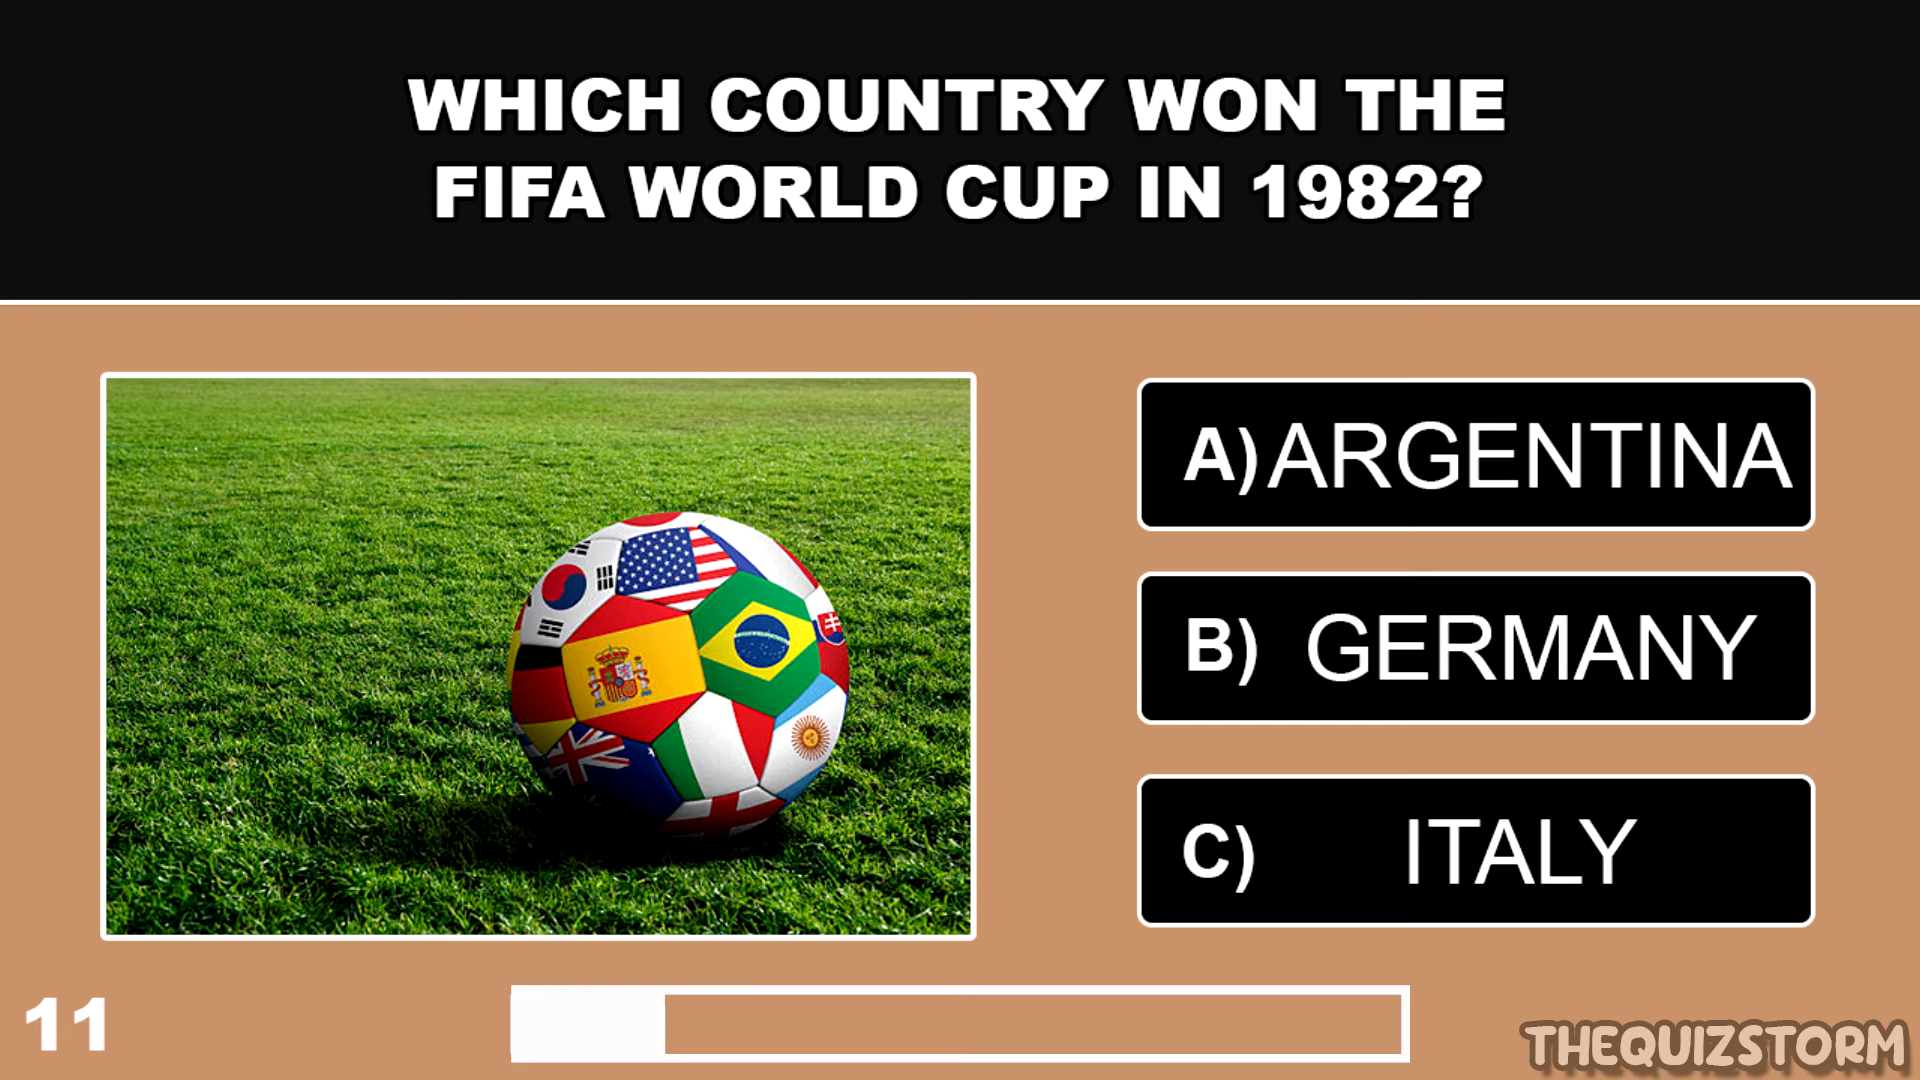 WHICH COUNTRY WON THE
FIFA WORLD CUP IN 1982?
A) ARGENTINA
B) GERMANY
C) ITALY
11
THEQUIZSTORM